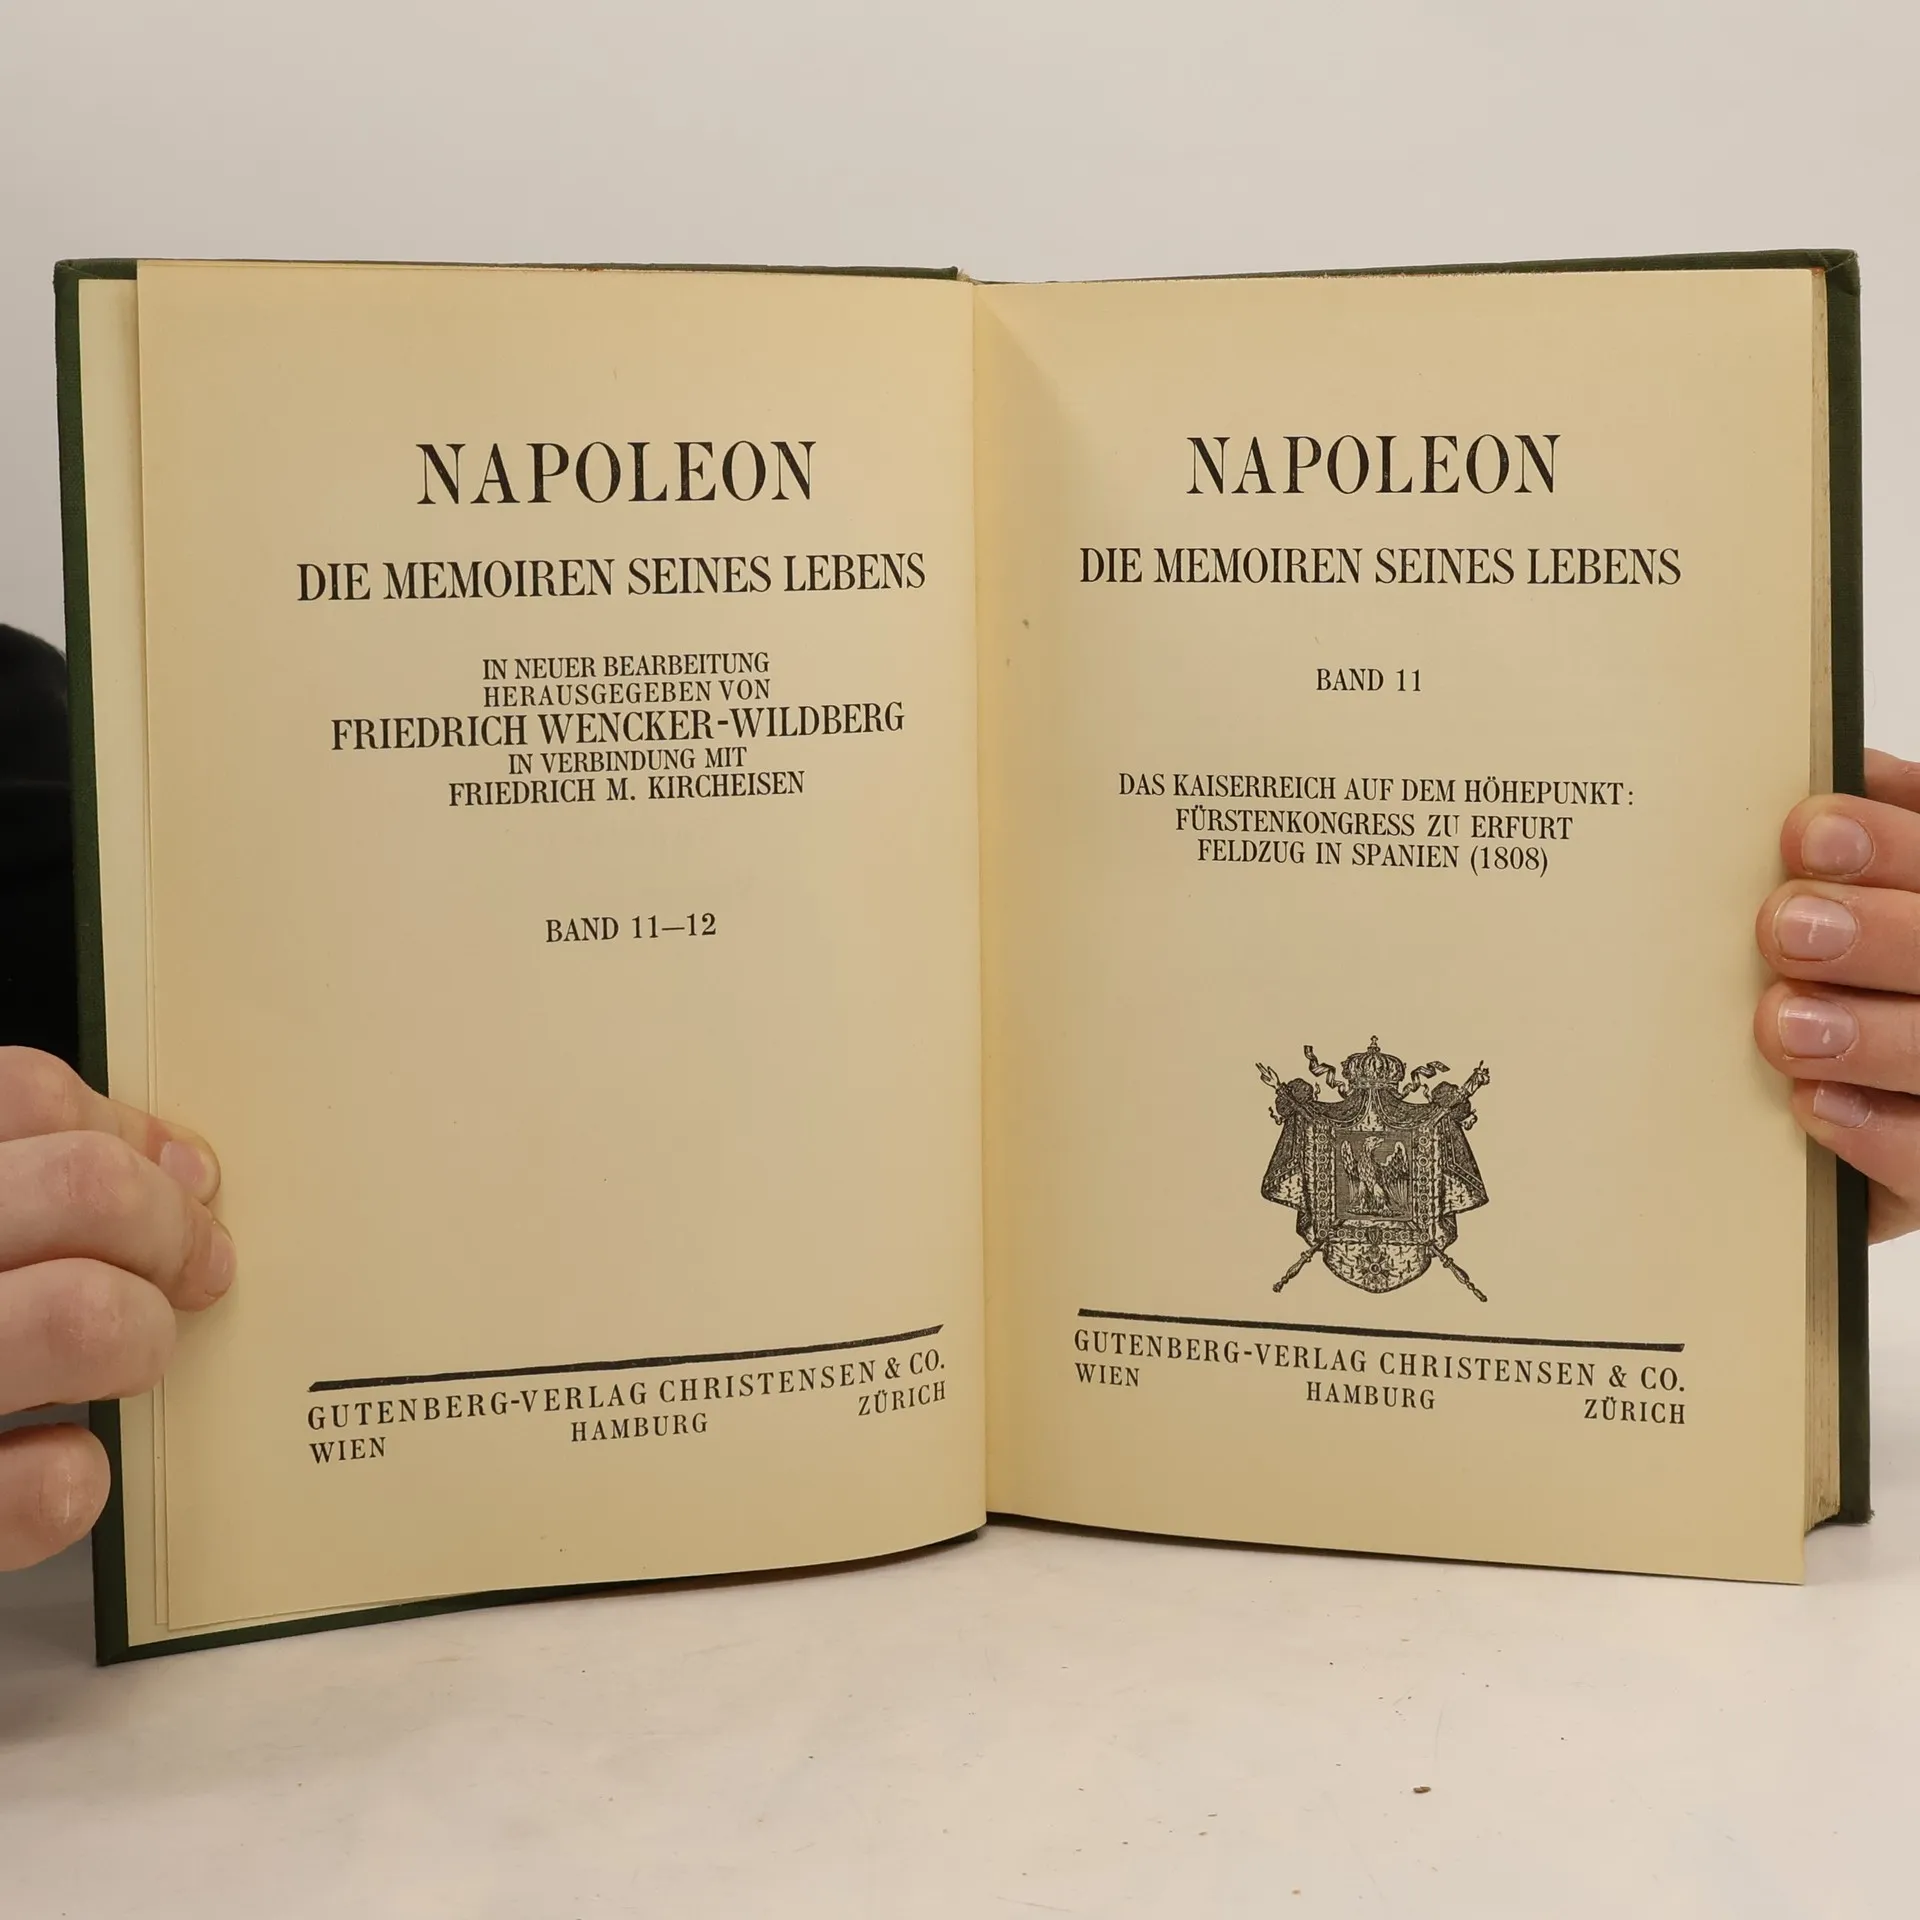 NAPOLEON
DIE MEMOIREN SEINES LEBENS
IN NEUER BEARBEITUNG
HERAUSGEGEBEN VON
FRIEDRICH WENCKER-WILDBERG
IN VERBINDUNG MIT
FRIEDRICH M. KIRCHEISEN
BAND 11—12
GUTENBERG-VERLAG CHRISTENSEN & CO.
WIEN HAMBURG ZÜRICH
NAPOLEON
DIE MEMOIREN SEINES LEBENS
BAND 11
DAS KAISERREICH AUF DEM HÖHEPUNKT:
FÜRSTENKONGRESS ZU ERFURT
FELDZUG IN SPANIEN (1808)
GUTENBERG-VERLAG CHRISTENSEN & CO.
WIEN HAMBURG ZÜRICH